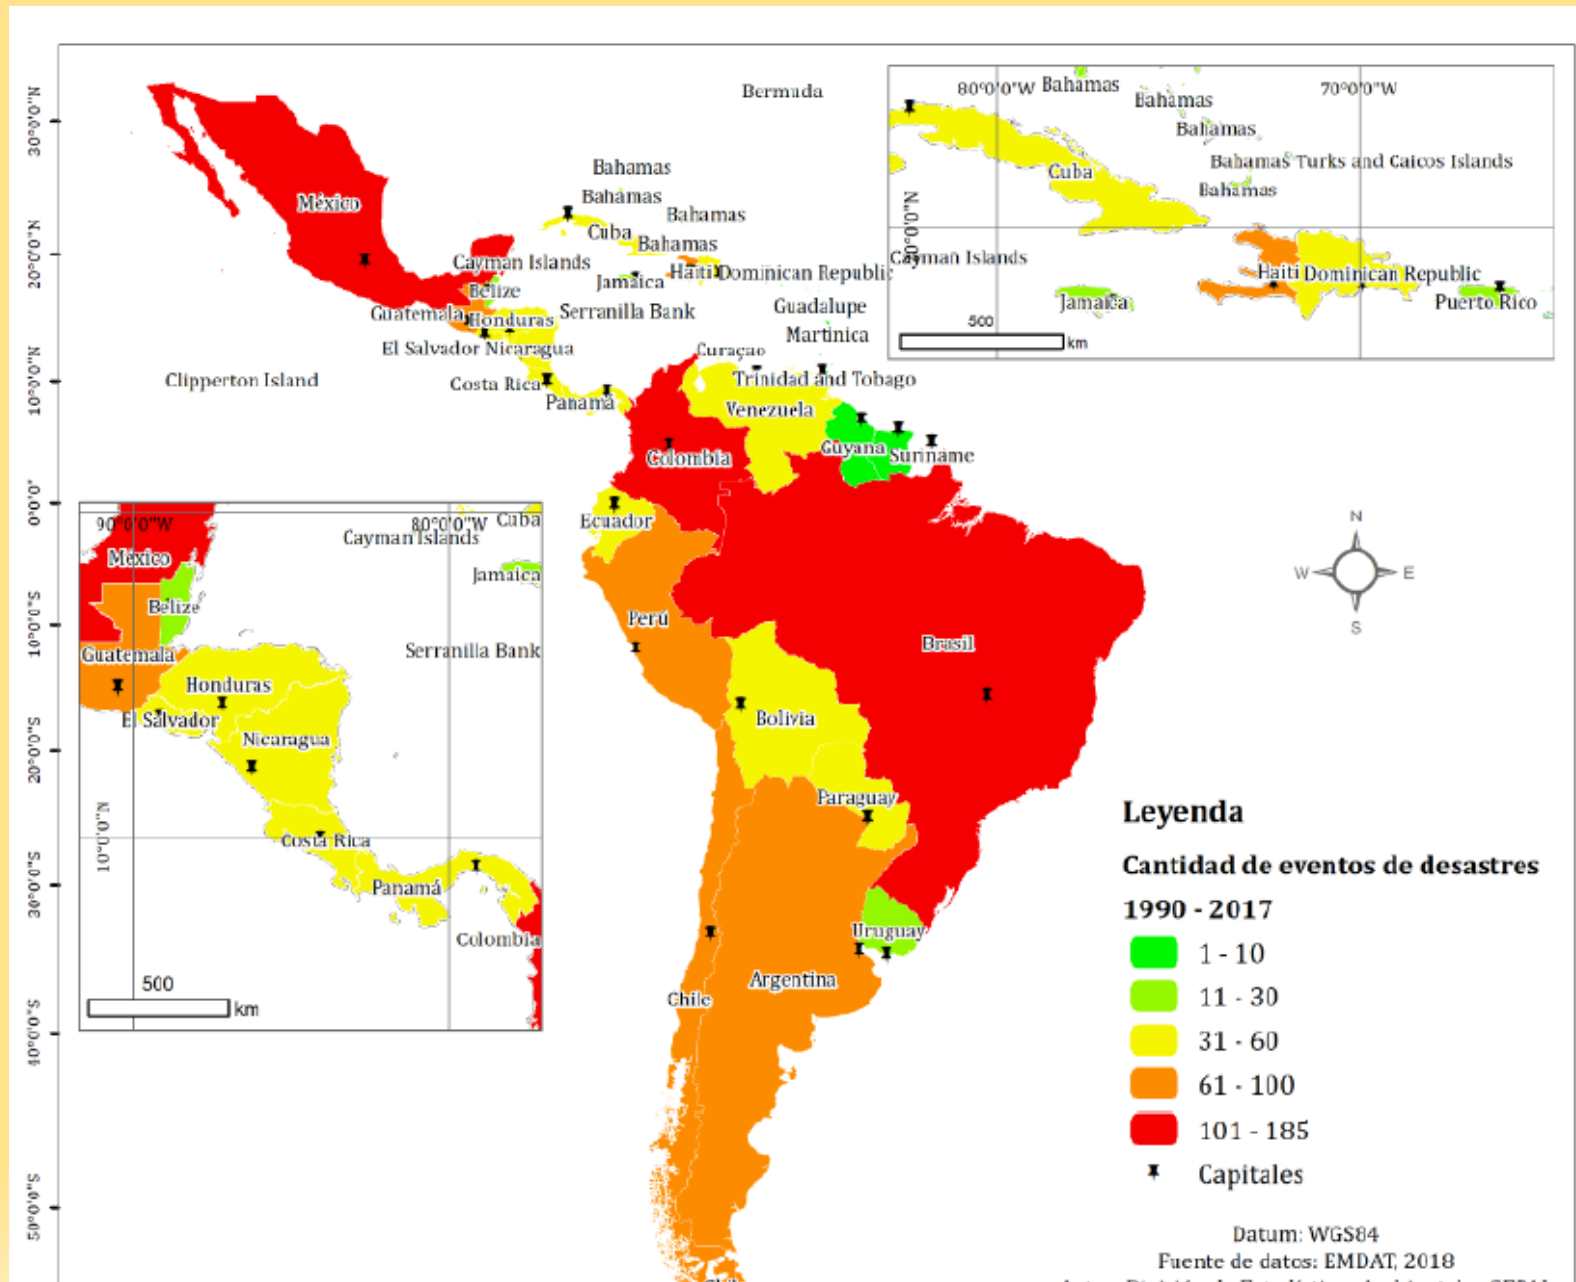 30°0'0"N
20°0'0"N
10°0'0"N
0°0'0"
10°0'0"S
20°0'0"S
30°0'0"S
40°0'0"S
50°0'0"S
Bermuda
Bahamas
Bahamas
Bahamas
Bahamas
México
Cuba
Cayman Islands
Jamaica
Haiti
Dominican Republic
Belize
Guatemala
Honduras
Serranilla Bank
Guadalupe
Martinica
El Salvador
Nicaragua
Curaçao
Clipperton Island
Costa Rica
Panamá
Trinidad and Tobago
Venezuela
Guyana
Suriname
Colombia
Ecuador
Perú
Brasil
Bolivia
Paraguay
Uruguay
Argentina
Chile
80°0'0"W
70°0'0"W
Bahamas
Bahamas
Bahamas
Bahamas
Turks and Caicos Islands
Bahamas
Cuba
Cayman Islands
Haiti
Dominican Republic
Jamaica
Puerto Rico
500
km
90°0'0"W
80°0'0"W
Cuba
Cayman Islands
México
Jamaica
Belize
Serranilla Bank
Guatemala
Honduras
El Salvador
Nicaragua
10°0'0"N
Costa Rica
Panamá
Colombia
500
km
N
W
E
S
Leyenda
Cantidad de eventos de desastres
1990 - 2017
1 - 10
11 - 30
31 - 60
61 - 100
101 - 185
Capitales
Datum: WGS84
Fuente de datos: EMDAT, 2018